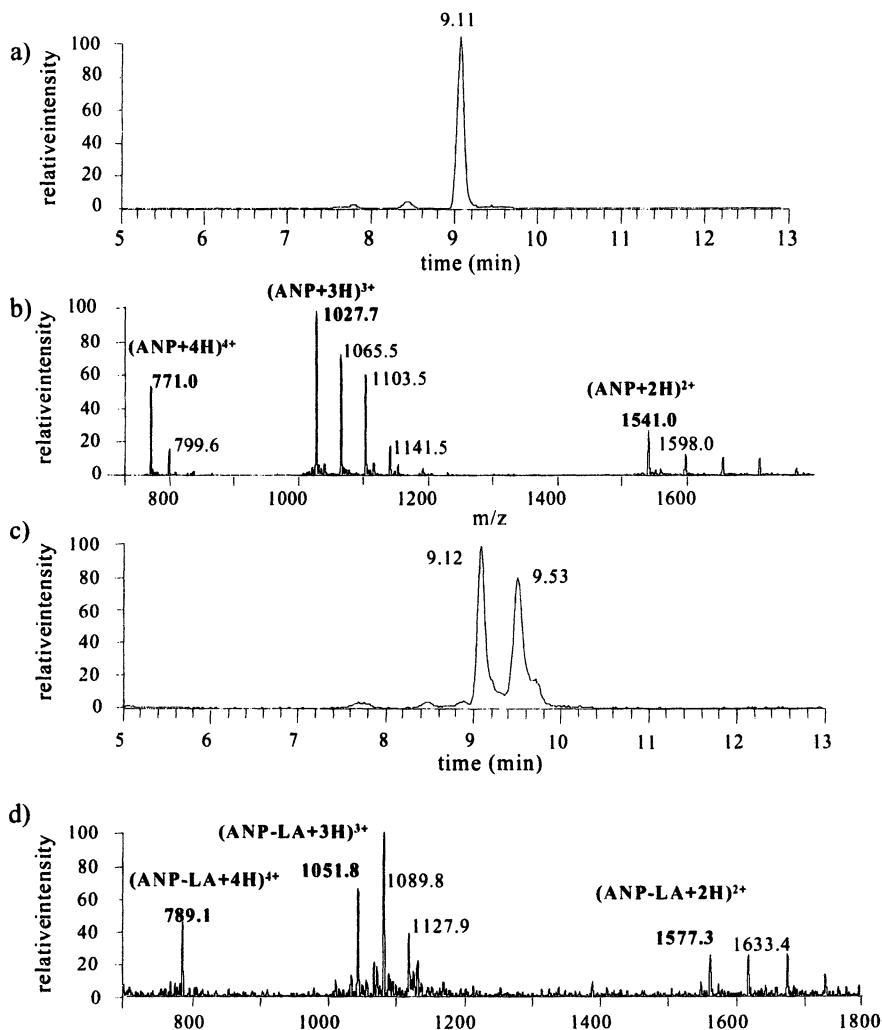 a)
9.11
relativeintensity
100
80
60
40
20
0
5 6 7 8 9 10 11 12 13
time (min)
b)
(ANP+3H)³⁺
1027.7
(ANP+4H)⁴⁺
771.0
799.6
1065.5
1103.5
1141.5
(ANP+2H)²⁺
1541.0
1598.0
relativeintensity
100
80
60
40
20
0
800 1000 1200 1400 1600
m/z
c)
9.12
9.53
relativeintensity
100
80
60
40
20
0
5 6 7 8 9 10 11 12 13
time (min)
d)
(ANP-LA+3H)³⁺
1051.8
(ANP-LA+4H)⁴⁺
789.1
1089.8
1127.9
(ANP-LA+2H)²⁺
1577.3
1633.4
relativeintensity
100
80
60
40
20
0
800 1000 1200 1400 1600 1800